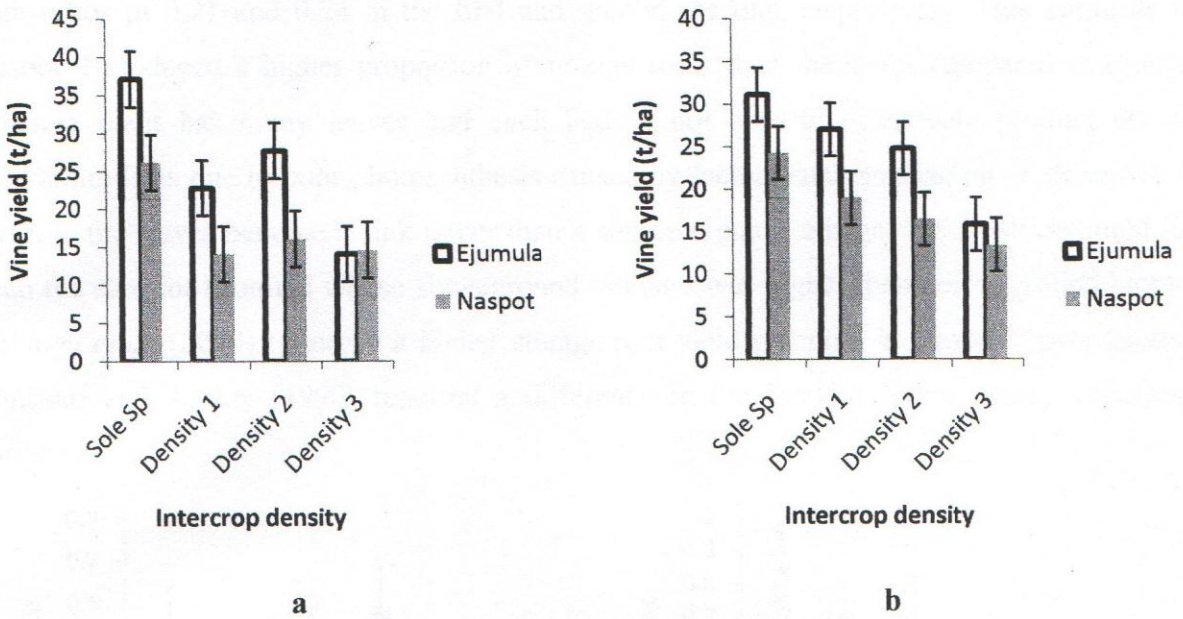 45
40
35
30
25
20
15
10
5
0
Vine yield (t/ha)
Sole Sp
Density 1
Density 2
Density 3
Intercrop density
Ejumula
Naspot
a
40
35
30
25
20
15
10
5
0
Vine yield (t/ha)
Sole Sp
Density 1
Density 2
Density 3
Intercrop density
Ejumula
Naspot
b